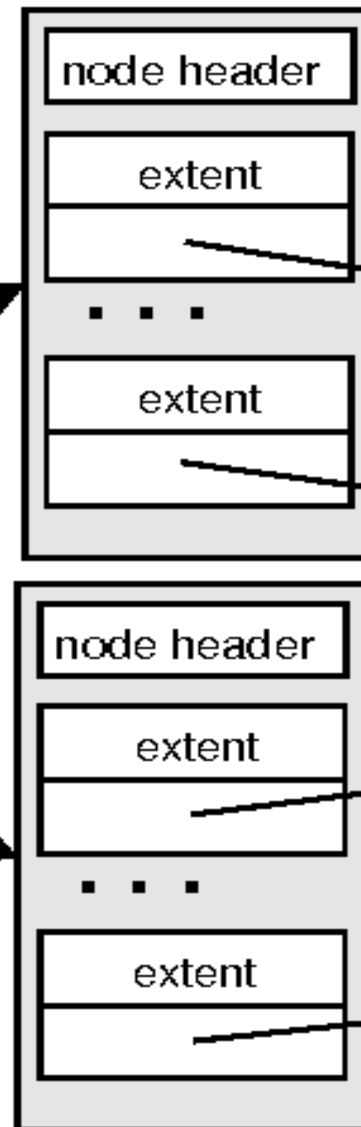 node header
extent
. . .
extent
node header
extent
. . .
extent